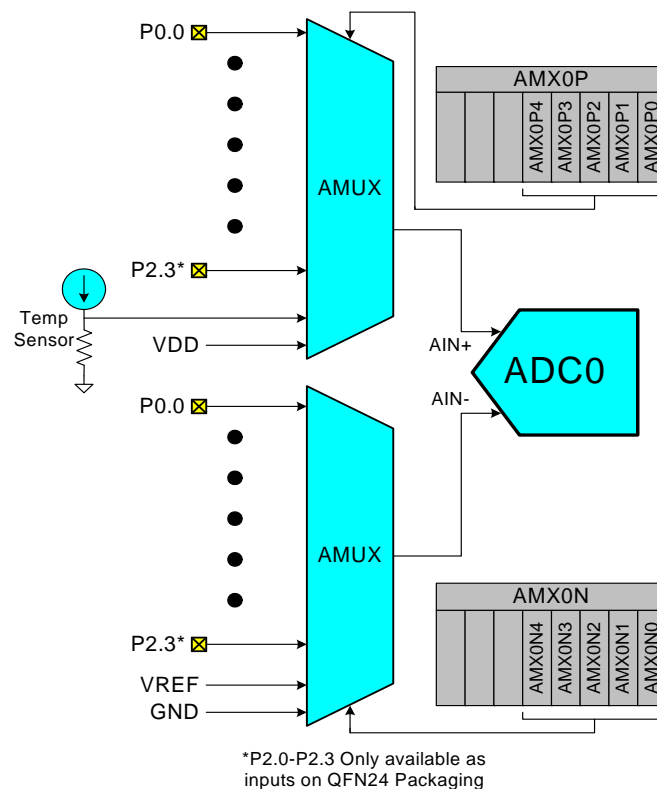 P0.0
AMX0P
AMX0P4
AMX0P3
AMX0P2
AMX0P1
AMX0P0
AMUX
P2.3*
Temp
Sensor
VDD
AIN+
ADC0
AIN-
P0.0
AMUX
AMX0N
AMX0N4
AMX0N3
AMX0N2
AMX0N1
AMX0N0
P2.3*
VREF
GND
*P2.0-P2.3 Only available as
inputs on QFN24 Packaging